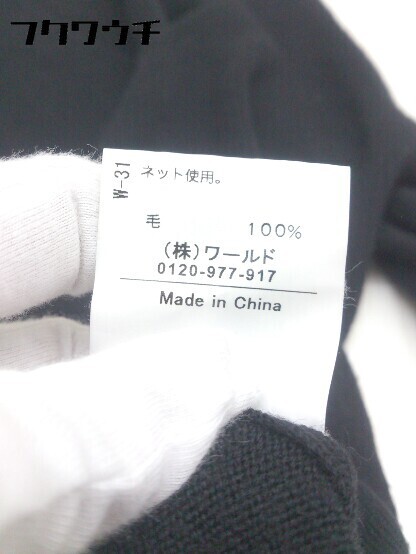 フクワウチ
W-31
ネット使用。
毛 100%
(株)ワールド
0120-977-917
Made in China